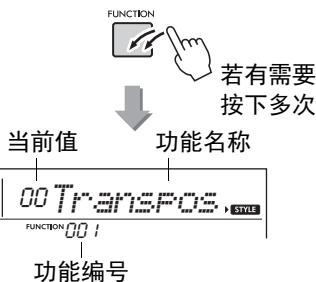 FUNCTION
若有需要
按下多次
当前值 功能名称
00 Transpos. STYLE
FUNCTION 001
功能编号